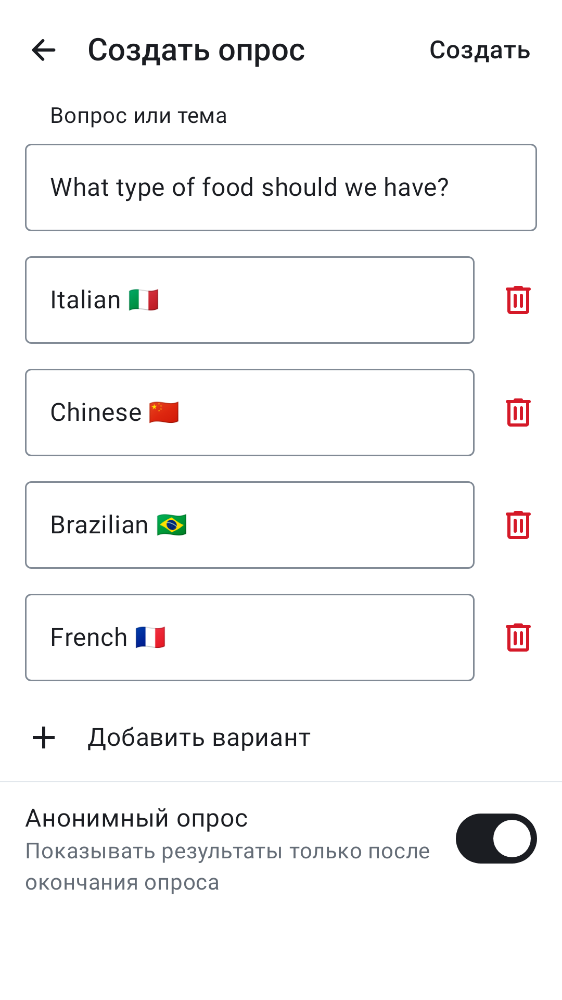 Создать опрос
Создать
Вопрос или тема
What type of food should we have?
Italian 🇮🇹
Chinese 🇨🇳
Brazilian 🇧🇷
French 🇫🇷
Добавить вариант
Анонимный опрос
Показывать результаты только после
окончания опроса